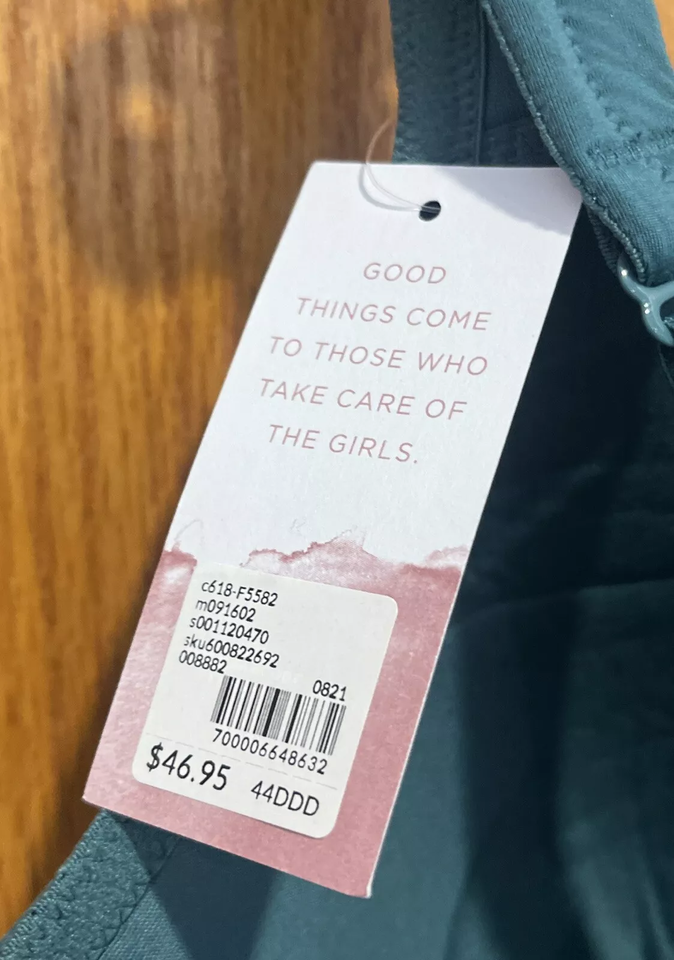 GOOD
THINGS COME
TO THOSE WHO
TAKE CARE OF
THE GIRLS.
c618-F5582
m091602
s001120470
sku600822692
008882
0821
700006648632
$46.95 44DDD